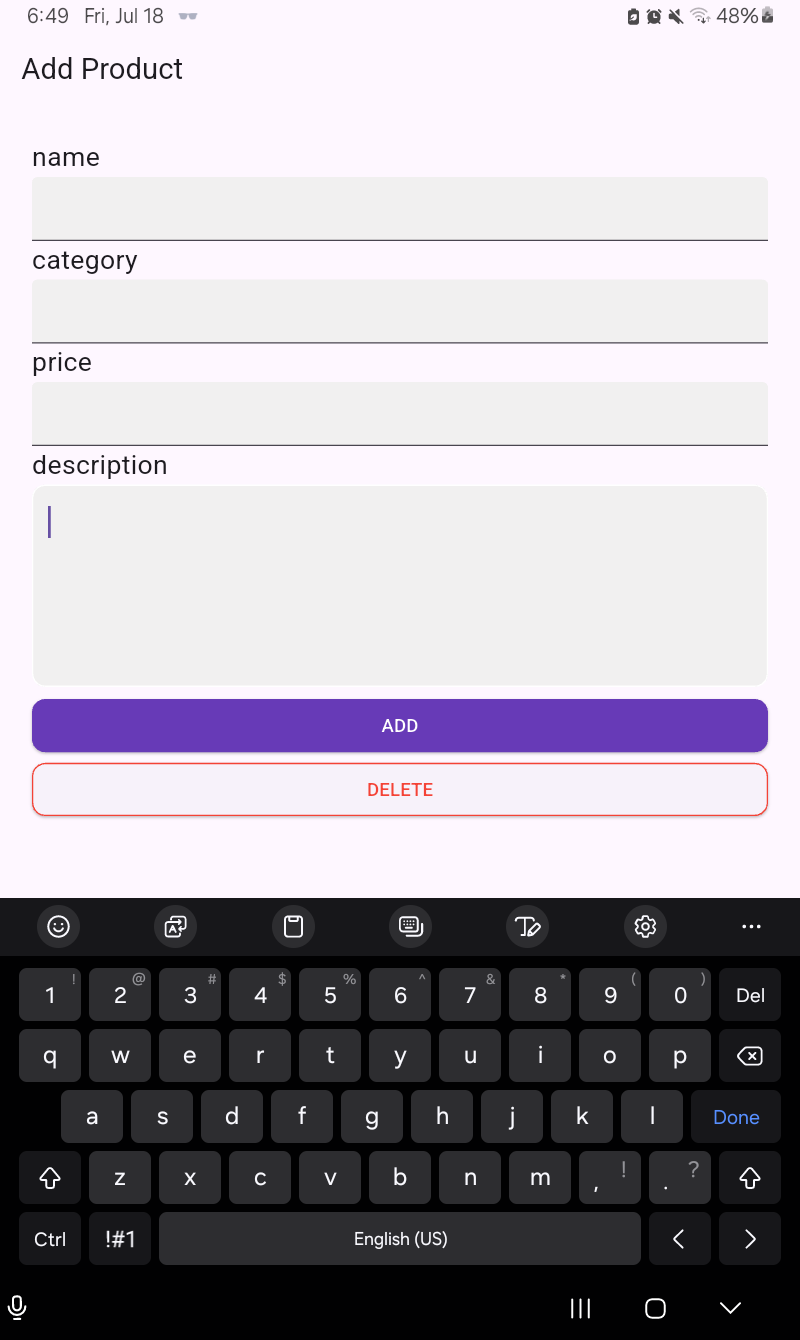 6:49 Fri, Jul 18 48%
Add Product
name
category
price
description
ADD
DELETE
! @ # $ % ^ & * ( )
1 2 3 4 5 6 7 8 9 0 Del
q w e r t y u i o p
a s d f g h j k l Done
! ?
z x c v b n m , .
Ctrl !#1 English (US) < >